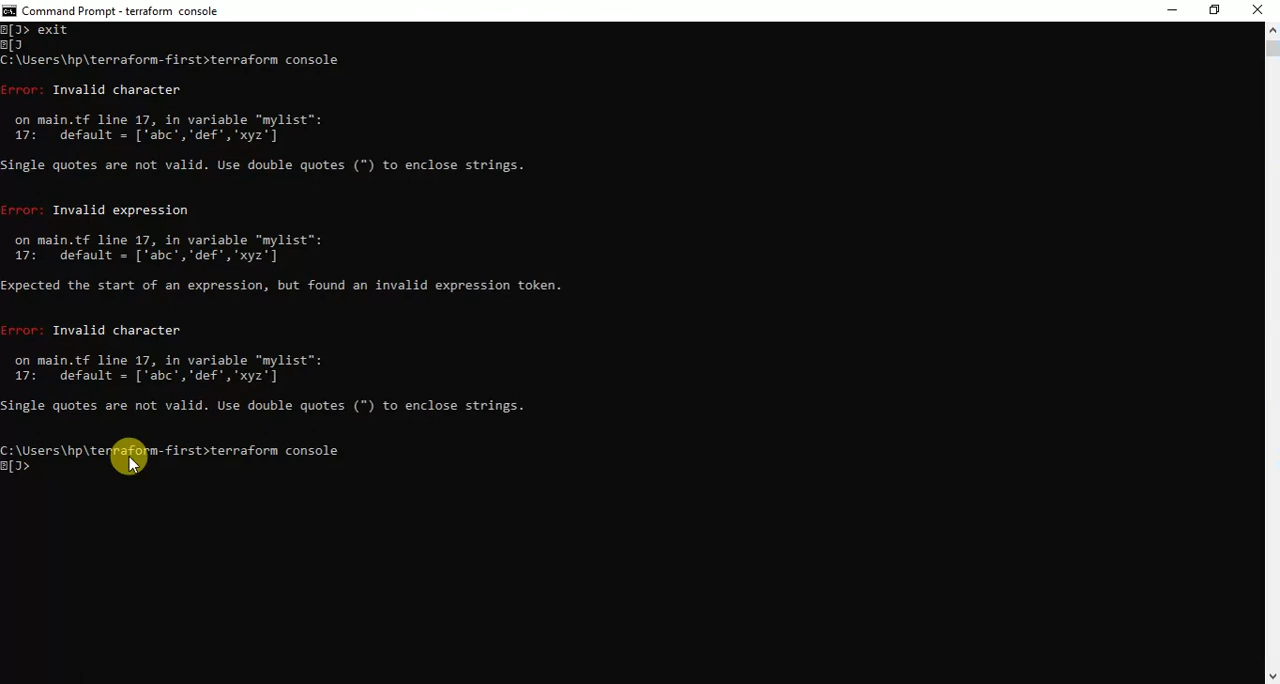 Command Prompt - terraform console
[J> exit
[J
C:\Users\hp\terraform-first>terraform console
Error: Invalid character
on main.tf line 17, in variable "mylist":
17: default = ['abc','def','xyz']
Single quotes are not valid. Use double quotes (") to enclose strings.
Error: Invalid expression
on main.tf line 17, in variable "mylist":
17: default = ['abc','def','xyz']
Expected the start of an expression, but found an invalid expression token.
Error: Invalid character
on main.tf line 17, in variable "mylist":
17: default = ['abc','def','xyz']
Single quotes are not valid. Use double quotes (") to enclose strings.
C:\Users\hp\terraform-first>terraform console
[J>